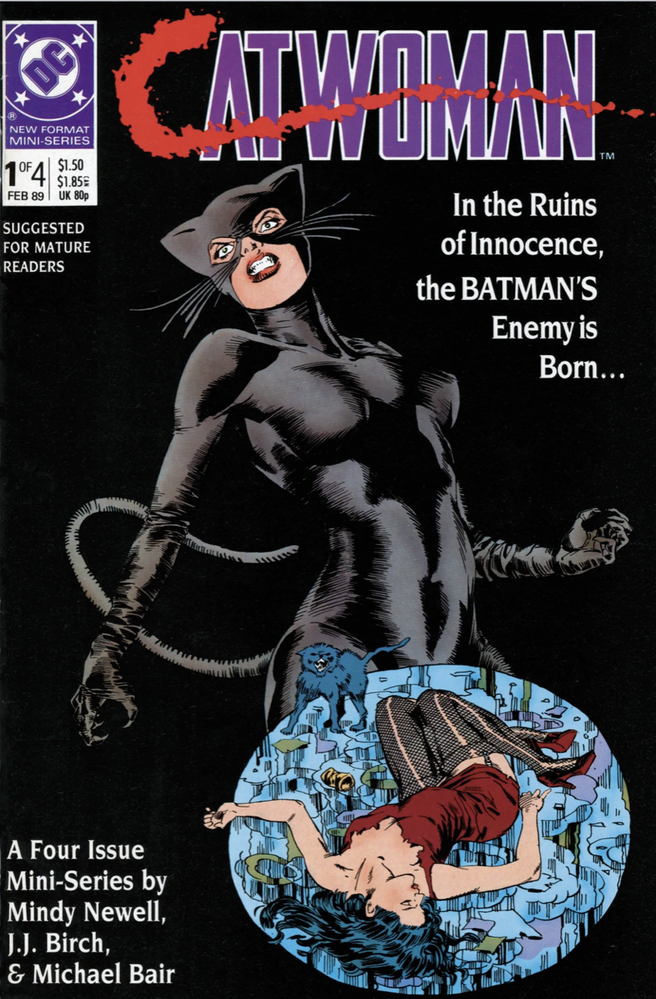 DC
®
NEW FORMAT
MINI-SERIES
1 OF 4
$1.50
$1.85
FEB 89
UK 80p
SUGGESTED
FOR MATURE
READERS
CATWOMAN
™
In the Ruins
of Innocence,
the BATMAN'S
Enemy is
Born...
A Four Issue
Mini-Series by
Mindy Newell,
J.J. Birch,
& Michael Bair